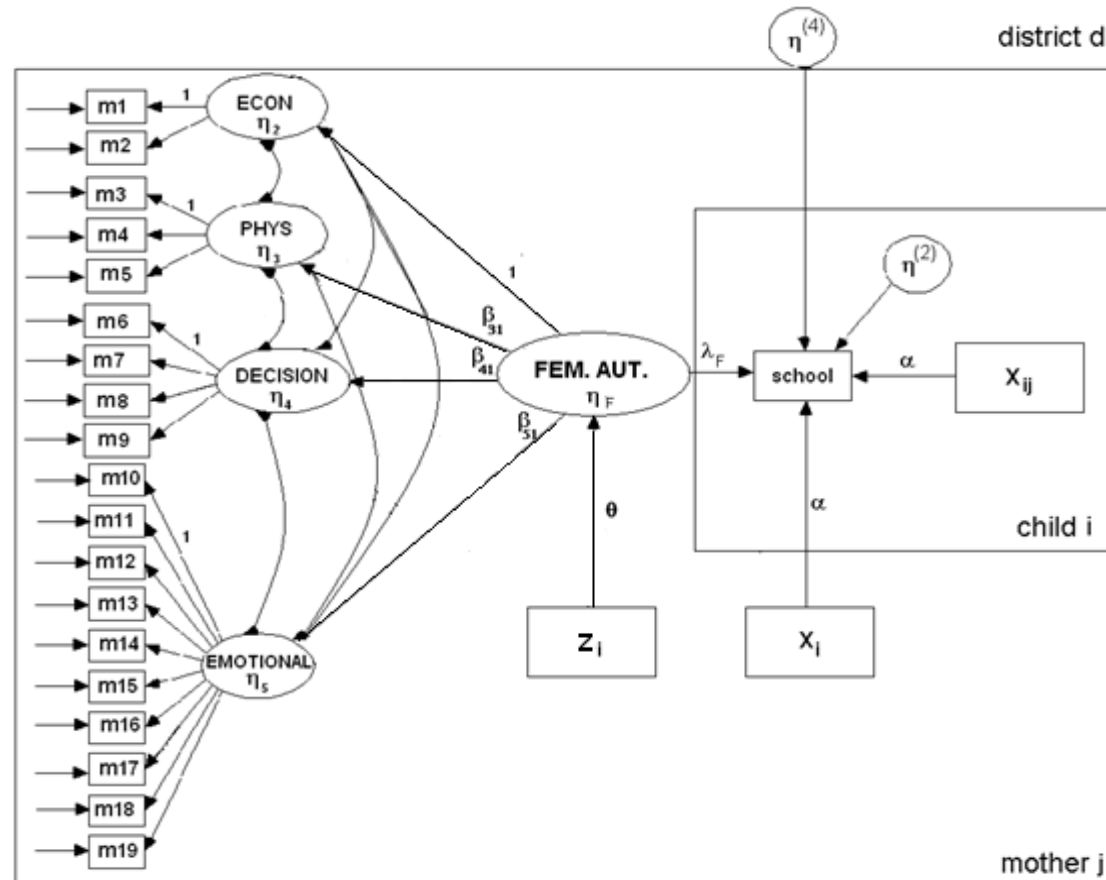 η(4)
district d
m1
1
ECON
η2
m2
m3
1
PHYS
η3
m4
m5
η(2)
1
m6
1
m7
DECISION
η4
m8
m9
β31
β41
β51
FEM. AUT.
ηF
λF
school
α
Xij
m10
m11
1
m12
m13
m14
m15
m16
m17
m18
m19
θ
α
child i
EMOTIONAL
η5
Zi
Xi
mother j